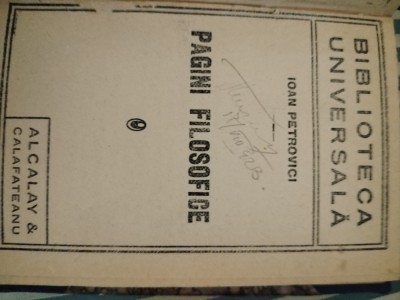 BIBLIOTECA
UNIVERSALĂ
IOAN PETROVICI
PAGINI FILOSOFICE
ALCALAY &
CALAFATEANU